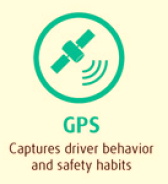 GPS
Captures driver behavior
and safety habits